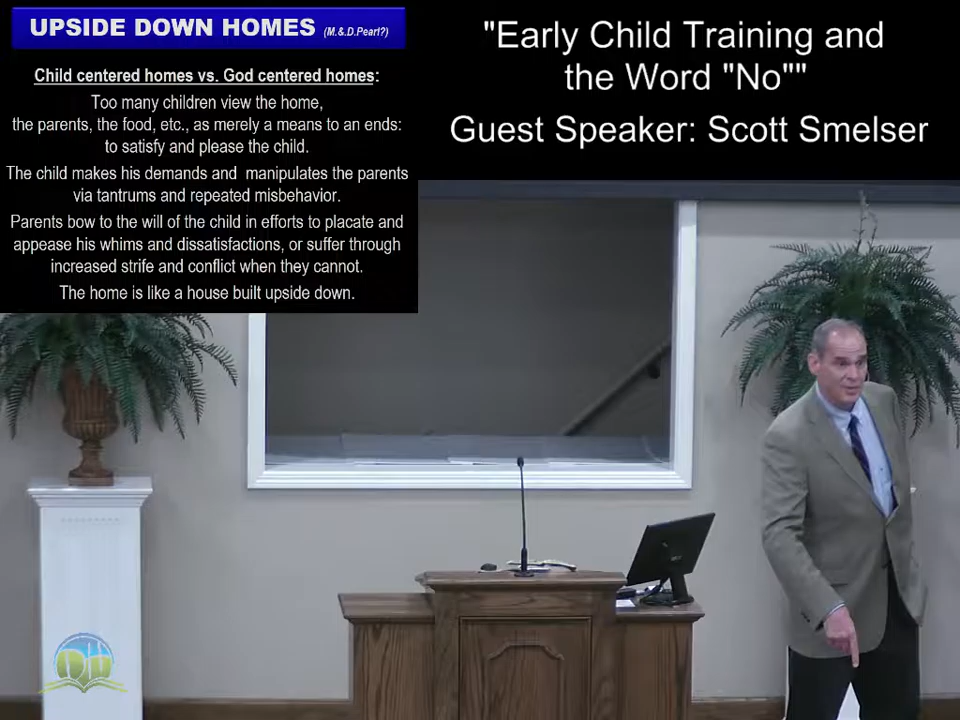 UPSIDE DOWN HOMES (M.&D.Pearl?)
Child centered homes vs. God centered homes:
Too many children view the home,
the parents, the food, etc., as merely a means to an ends:
to satisfy and please the child.
The child makes his demands and manipulates the parents
via tantrums and repeated misbehavior.
Parents bow to the will of the child in efforts to placate and
appease his whims and dissatisfactions, or suffer through
increased strife and conflict when they cannot.
The home is like a house built upside down.
"Early Child Training and
the Word "No""
Guest Speaker: Scott Smelser